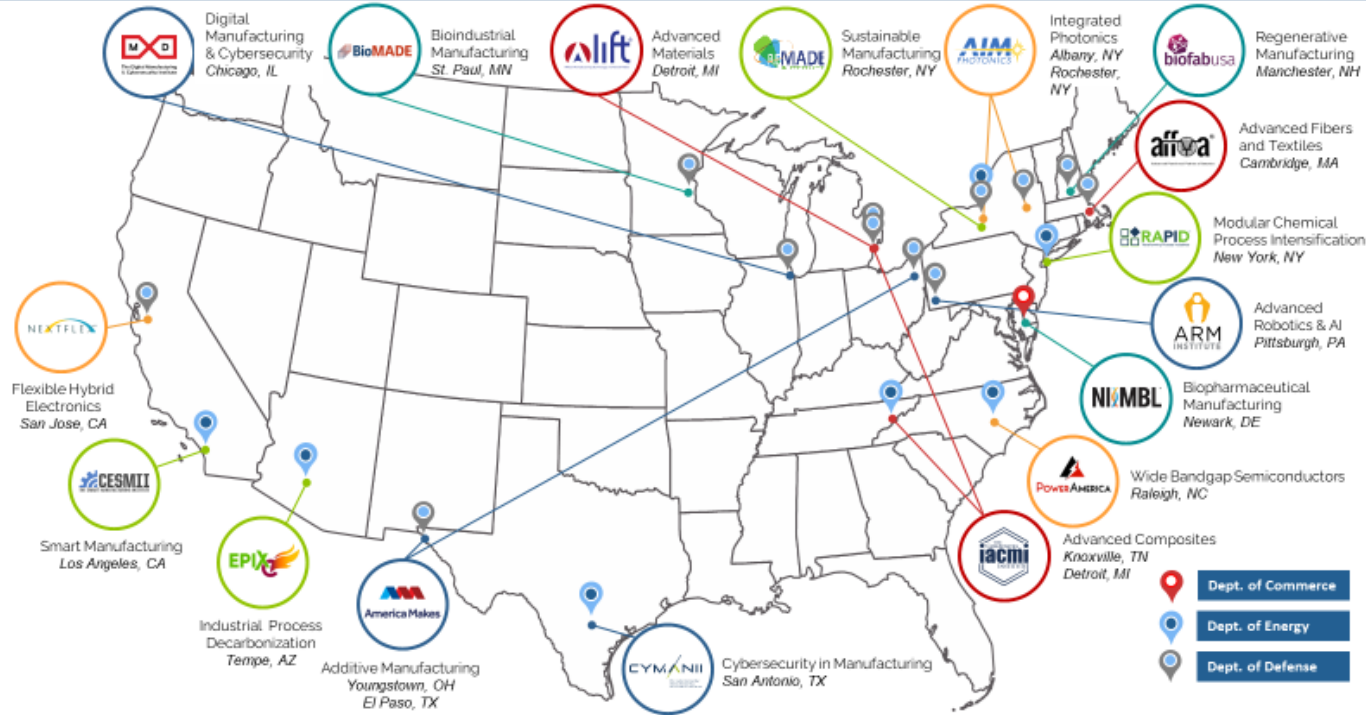 MD
Digital
Manufacturing
& Cybersecurity
Chicago, IL
BioMADE
Bioindustrial
Manufacturing
St. Paul, MN
lift
Advanced
Materials
Detroit, MI
REMADE
Sustainable
Manufacturing
Rochester, NY
AIM
PHOTONICS
Integrated
Photonics
Albany, NY
Rochester,
NY
biofabusa
Regenerative
Manufacturing
Manchester, NH
affoa
Advanced Fibers
and Textiles
Cambridge, MA
RAPID
Modular Chemical
Process Intensification
New York, NY
ARM
INSTITUTE
Advanced
Robotics & AI
Pittsburgh, PA
NIIMBL
Biopharmaceutical
Manufacturing
Newark, DE
POWERAMERICA
Wide Bandgap Semiconductors
Raleigh, NC
iacmi
Advanced Composites
Knoxville, TN
Detroit, MI
NEXTFLEX
Flexible Hybrid
Electronics
San Jose, CA
CESMII
Smart Manufacturing
Los Angeles, CA
EPIX
Industrial Process
Decarbonization
Tempe, AZ
America Makes
Additive Manufacturing
Youngstown, OH
El Paso, TX
CYMANII
Cybersecurity in Manufacturing
San Antonio, TX
Dept. of Commerce
Dept. of Energy
Dept. of Defense